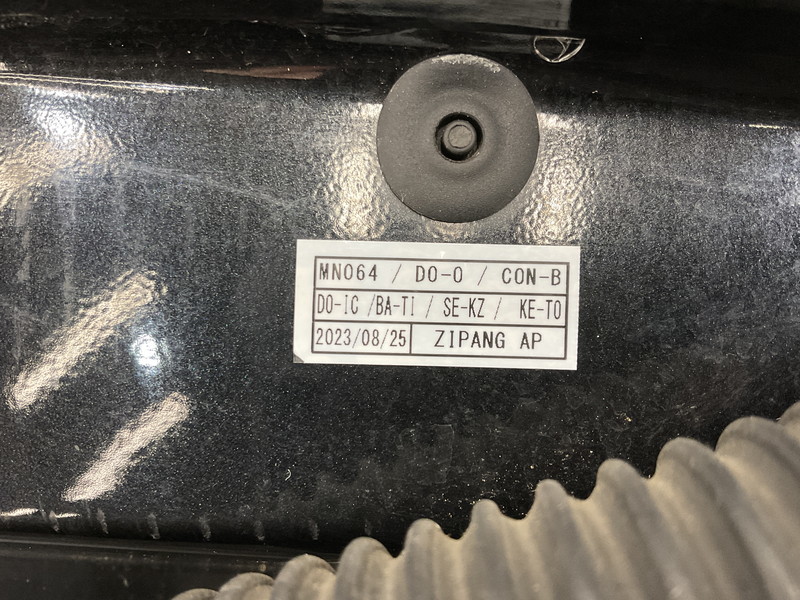 MN064 / DO-O / CON-B
DO-IC /BA-TI / SE-KZ / KE-TO
2023/08/25 ZIPANG AP